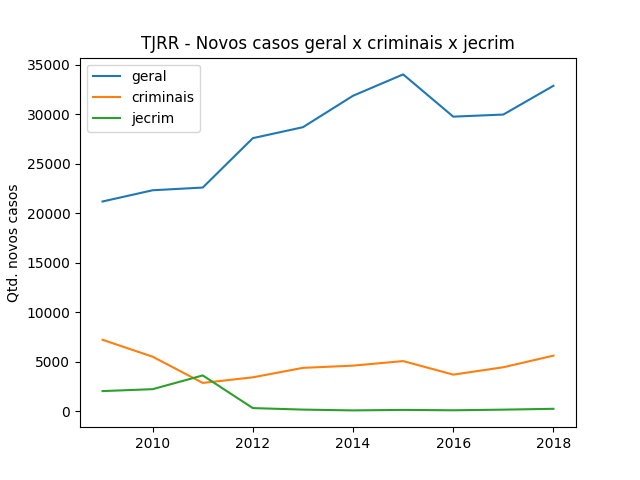 TJRR - Novos casos geral x criminais x jecrim
geral
criminais
jecrim
35000
30000
25000
20000
15000
10000
5000
0
Qtd. novos casos
2010 2012 2014 2016 2018